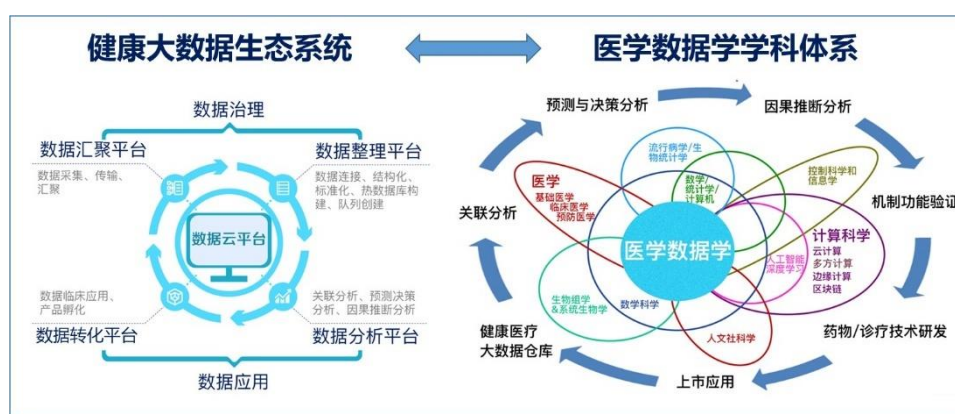 健康大数据生态系统
医学数据学学科体系
数据治理
数据汇聚平台
数据采集、传输、
汇聚
数据整理平台
数据连接、结构化、
标准化、热数据库构
建、队列创建
数据云平台
数据临床应用、
产品孵化
数据转化平台
关联分析、预测决策
分析、因果推断分析
数据分析平台
数据应用
预测与决策分析
因果推断分析
机制功能验证
药物/诊疗技术研发
上市应用
健康医疗
大数据仓库
关联分析
流行病学/生
物统计学
数学/
统计学/
计算机
控制科学和
信息学
医学
基础医学
临床医学
预防医学
医学数据学
计算科学
云计算
多方计算
边缘计算
区块链
人工智能
深度学习
生物组学
&系统生物学
数学科学
人文社科学